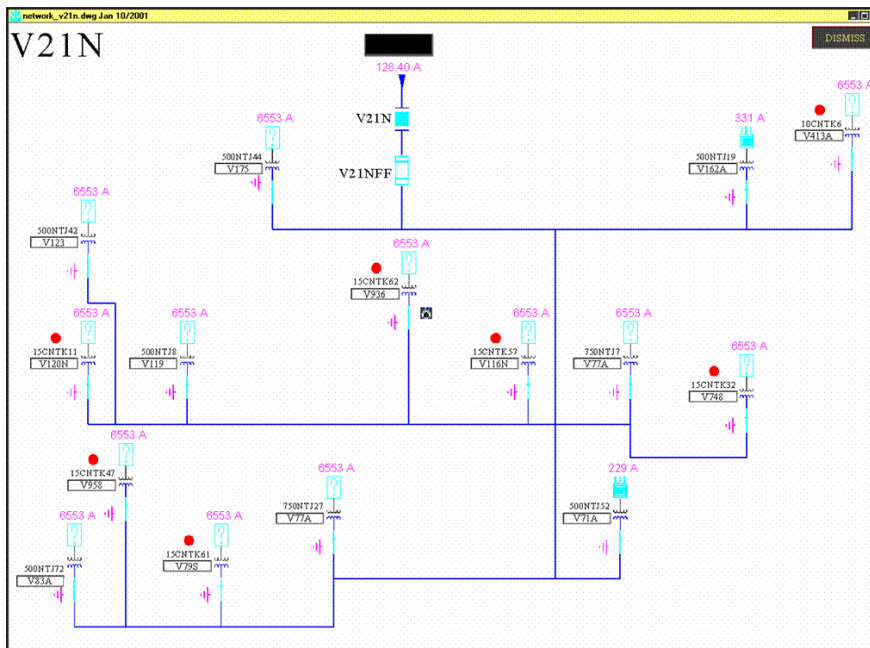 network_v21n.dwg Jan 10/2001
V21N
DISMISS
128.40 A
V21N
V21NFF
6553 A
500NTJ44
V175
331 A
500NTJ19
V162A
6553 A
10CNTK6
V413A
6553 A
500NTJ42
V123
6553 A
15CNTK62
V936
6553 A
15CNTK11
V120N
6553 A
500NTJ8
V119
6553 A
15CNTK57
V116N
6553 A
750NTJ7
V77A
6553 A
15CNTK32
V748
6553 A
15CNTK47
V958
6553 A
750NTJ27
V77A
229 A
500NTJ52
V71A
6553 A
500NTJ72
V83A
6553 A
15CNTK61
V79S